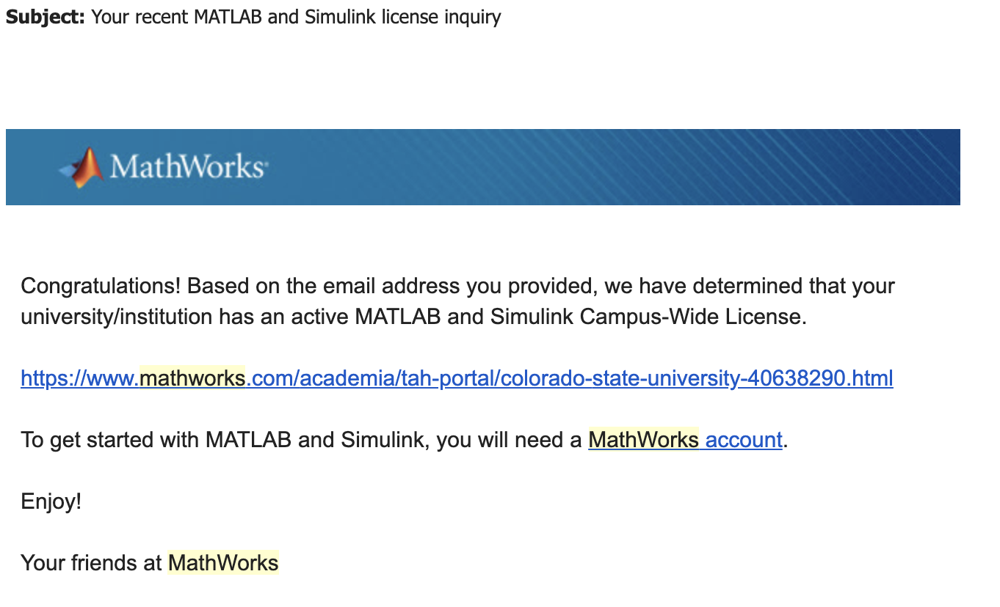 Subject: Your recent MATLAB and Simulink license inquiry
MathWorks®
Congratulations! Based on the email address you provided, we have determined that your
university/institution has an active MATLAB and Simulink Campus-Wide License.
https://www.mathworks.com/academia/tah-portal/colorado-state-university-40638290.html
To get started with MATLAB and Simulink, you will need a MathWorks account.
Enjoy!
Your friends at MathWorks